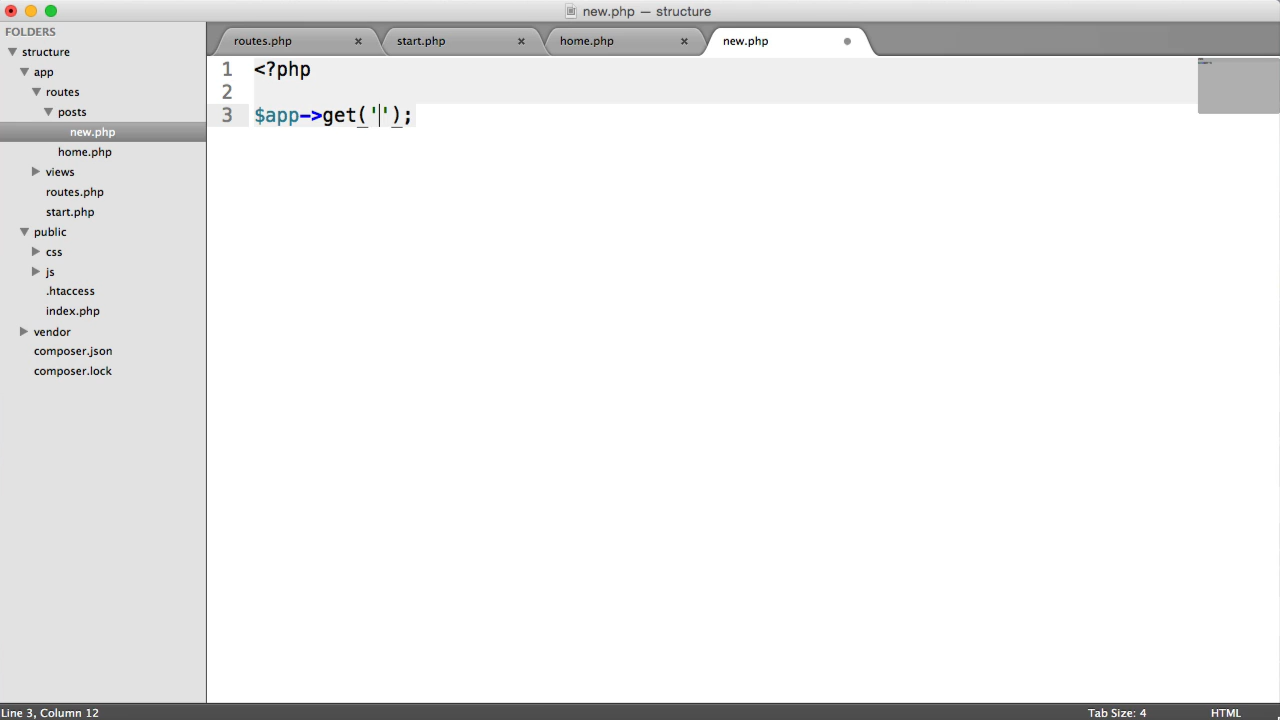 new.php — structure
FOLDERS
structure
app
routes
posts
new.php
home.php
views
routes.php
start.php
public
css
js
.htaccess
index.php
vendor
composer.json
composer.lock
routes.php × start.php × home.php × new.php
1 <?php
2
3 $app->get('');
Line 3, Column 12 Tab Size: 4 HTML